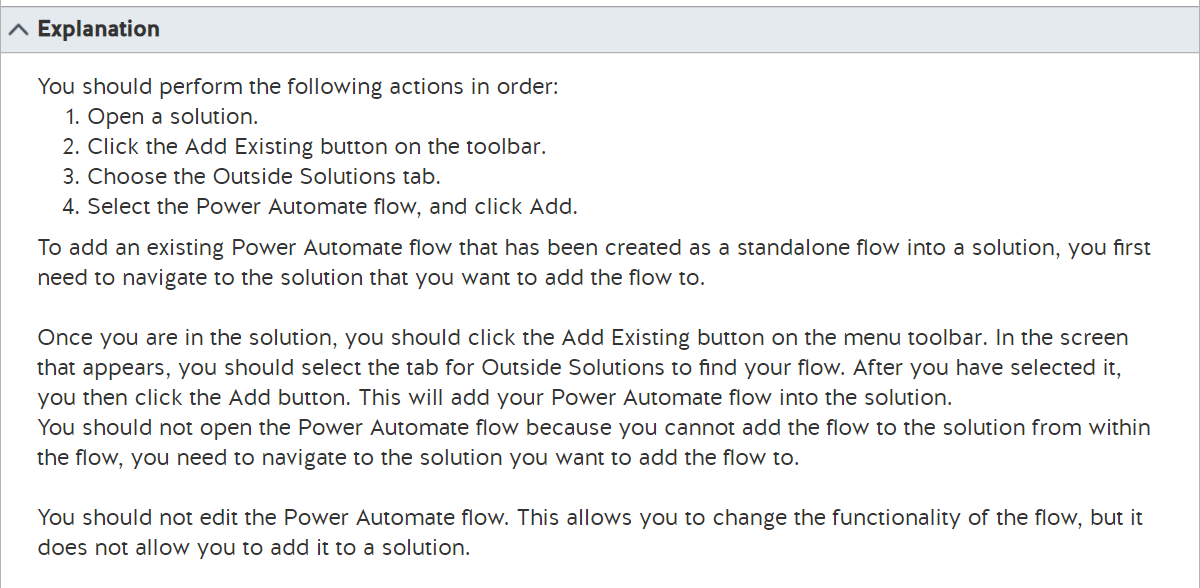 Explanation
You should perform the following actions in order:
1. Open a solution.
2. Click the Add Existing button on the toolbar.
3. Choose the Outside Solutions tab.
4. Select the Power Automate flow, and click Add.
To add an existing Power Automate flow that has been created as a standalone flow into a solution, you first
need to navigate to the solution that you want to add the flow to.
Once you are in the solution, you should click the Add Existing button on the menu toolbar. In the screen
that appears, you should select the tab for Outside Solutions to find your flow. After you have selected it,
you then click the Add button. This will add your Power Automate flow into the solution.
You should not open the Power Automate flow because you cannot add the flow to the solution from within
the flow, you need to navigate to the solution you want to add the flow to.
You should not edit the Power Automate flow. This allows you to change the functionality of the flow, but it
does not allow you to add it to a solution.